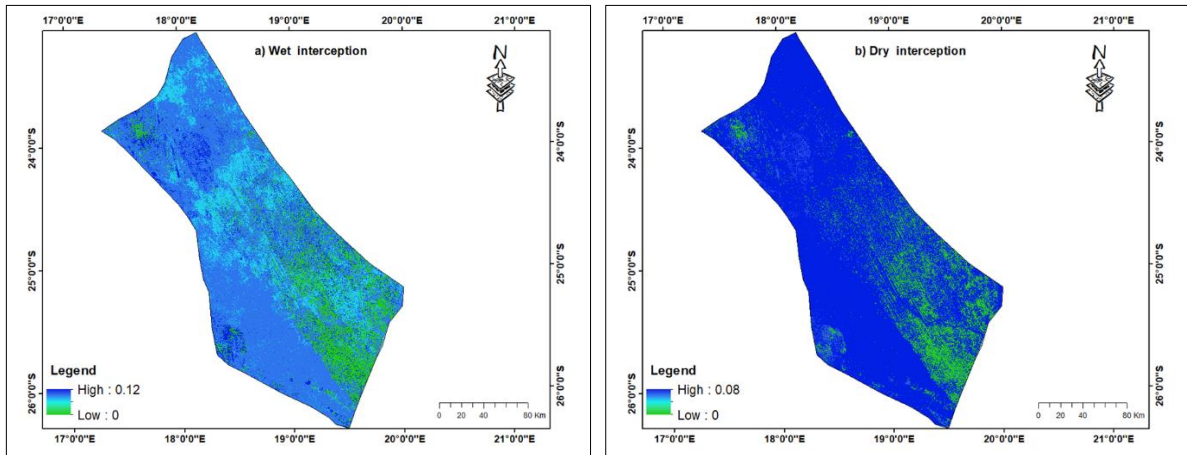 17°0'0"E 18°0'0"E 19°0'0"E 20°0'0"E 21°0'0"E
a) Wet interception
N
24°0'0"S 24°0'0"S
25°0'0"S 25°0'0"S
26°0'0"S 26°0'0"S
Legend
High : 0.12
Low : 0
0 20 40 60 80 Km
17°0'0"E 18°0'0"E 19°0'0"E 20°0'0"E 21°0'0"E
17°0'0"E 18°0'0"E 19°0'0"E 20°0'0"E 21°0'0"E
b) Dry interception
N
24°0'0"S 24°0'0"S
25°0'0"S 25°0'0"S
26°0'0"S 26°0'0"S
Legend
High : 0.08
Low : 0
0 20 40 60 80 Km
17°0'0"E 18°0'0"E 19°0'0"E 20°0'0"E 21°0'0"E